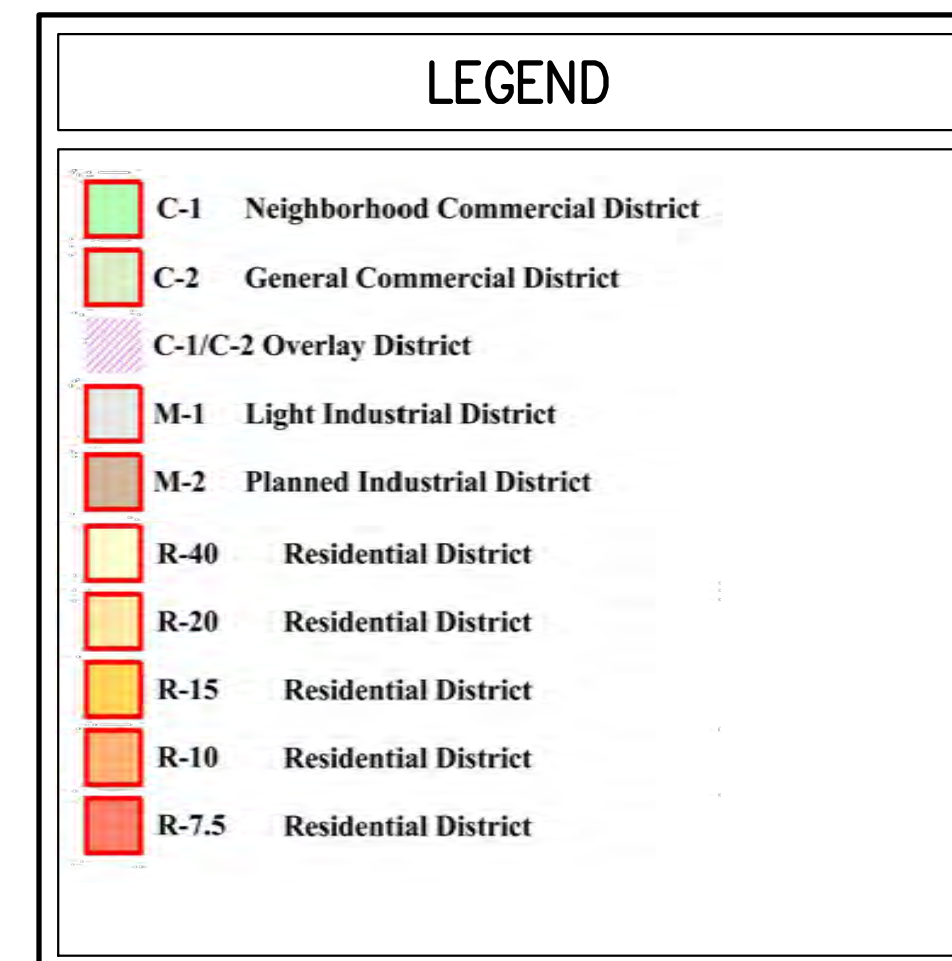 LEGEND
C-1 Neighborhood Commercial District
C-2 General Commercial District
C-1/C-2 Overlay District
M-1 Light Industrial District
M-2 Planned Industrial District
R-40 Residential District
R-20 Residential District
R-15 Residential District
R-10 Residential District
R-7.5 Residential District